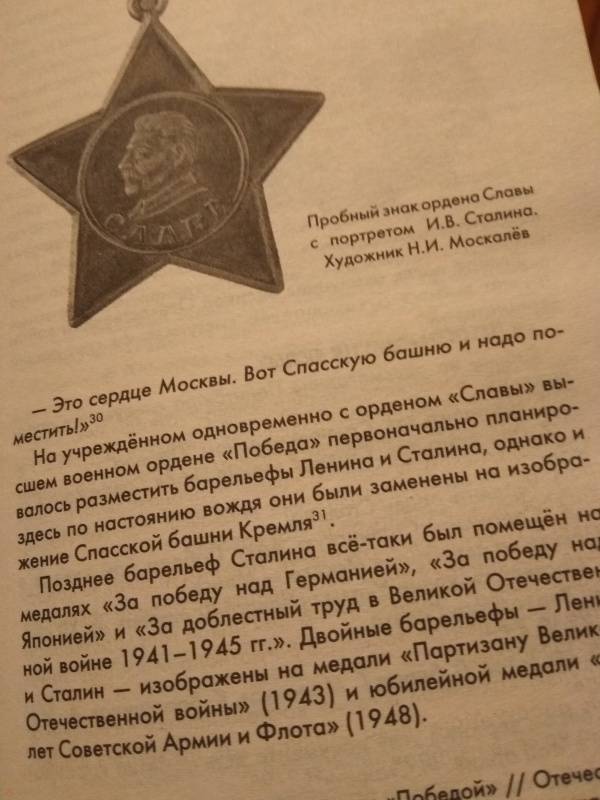 СЛАВА
Пробный знак ордена Славы
с портретом И.В. Сталина.
Художник Н.И. Москалёв
— Это сердце Москвы. Вот Спасскую башню и надо по-
местить!»30
На учреждённом одновременно с орденом «Славы» вы-
сшем военном ордене «Победа» первоначально планиро-
валось разместить барельефы Ленина и Сталина, однако и
здесь по настоянию вождя они были заменены на изобра-
жение Спасской башни Кремля31.
Позднее барельеф Сталина всё-таки был помещён на
медалях «За победу над Германией», «За победу над
Японией» и «За доблестный труд в Великой Отечествен
ной войне 1941–1945 гг.». Двойные барельефы — Лени
и Сталин — изображены на медали «Партизану Велик
Отечественной войны» (1943) и юбилейной медали «
лет Советской Армии и Флота» (1948).
«Победой» // Отечес